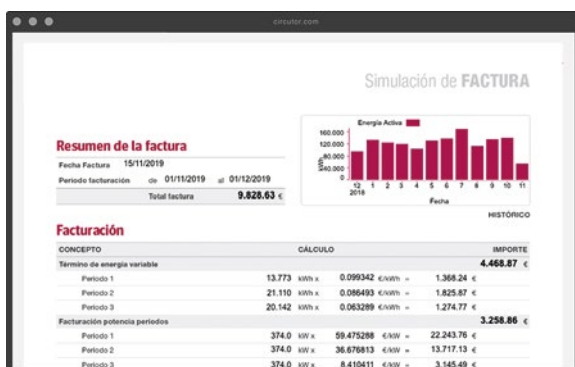 circutor.com
Simulación de FACTURA
Energía Activa
160.000
120.000
80.000
40.000
0
kWh
12 1 2 3 4 5 6 7 8 9 10 11
2018
Fecha
HISTÓRICO
Resumen de la factura
Fecha Factura 15/11/2019
Periodo facturación de 01/11/2019 al 01/12/2019
Total factura 9.828.63 €
Facturación
CONCEPTO CÁLCULO IMPORTE
Término de energía variable 4.468.87 €
Periodo 1 13.773 kWh x 0.099342 €/kWh = 1.368.24 €
Periodo 2 21.110 kWh x 0.086493 €/kWh = 1.825.87 €
Periodo 3 20.142 kWh x 0.063289 €/kWh = 1.274.77 €
Facturación potencia periodos 3.258.86 €
Periodo 1 374.0 kW x 59.475288 €/kW = 22.243.76 €
Periodo 2 374.0 kW x 36.676813 €/kW = 13.717.13 €
Periodo 3 374.0 kW x 8.410411 €/kW = 3.145.49 €